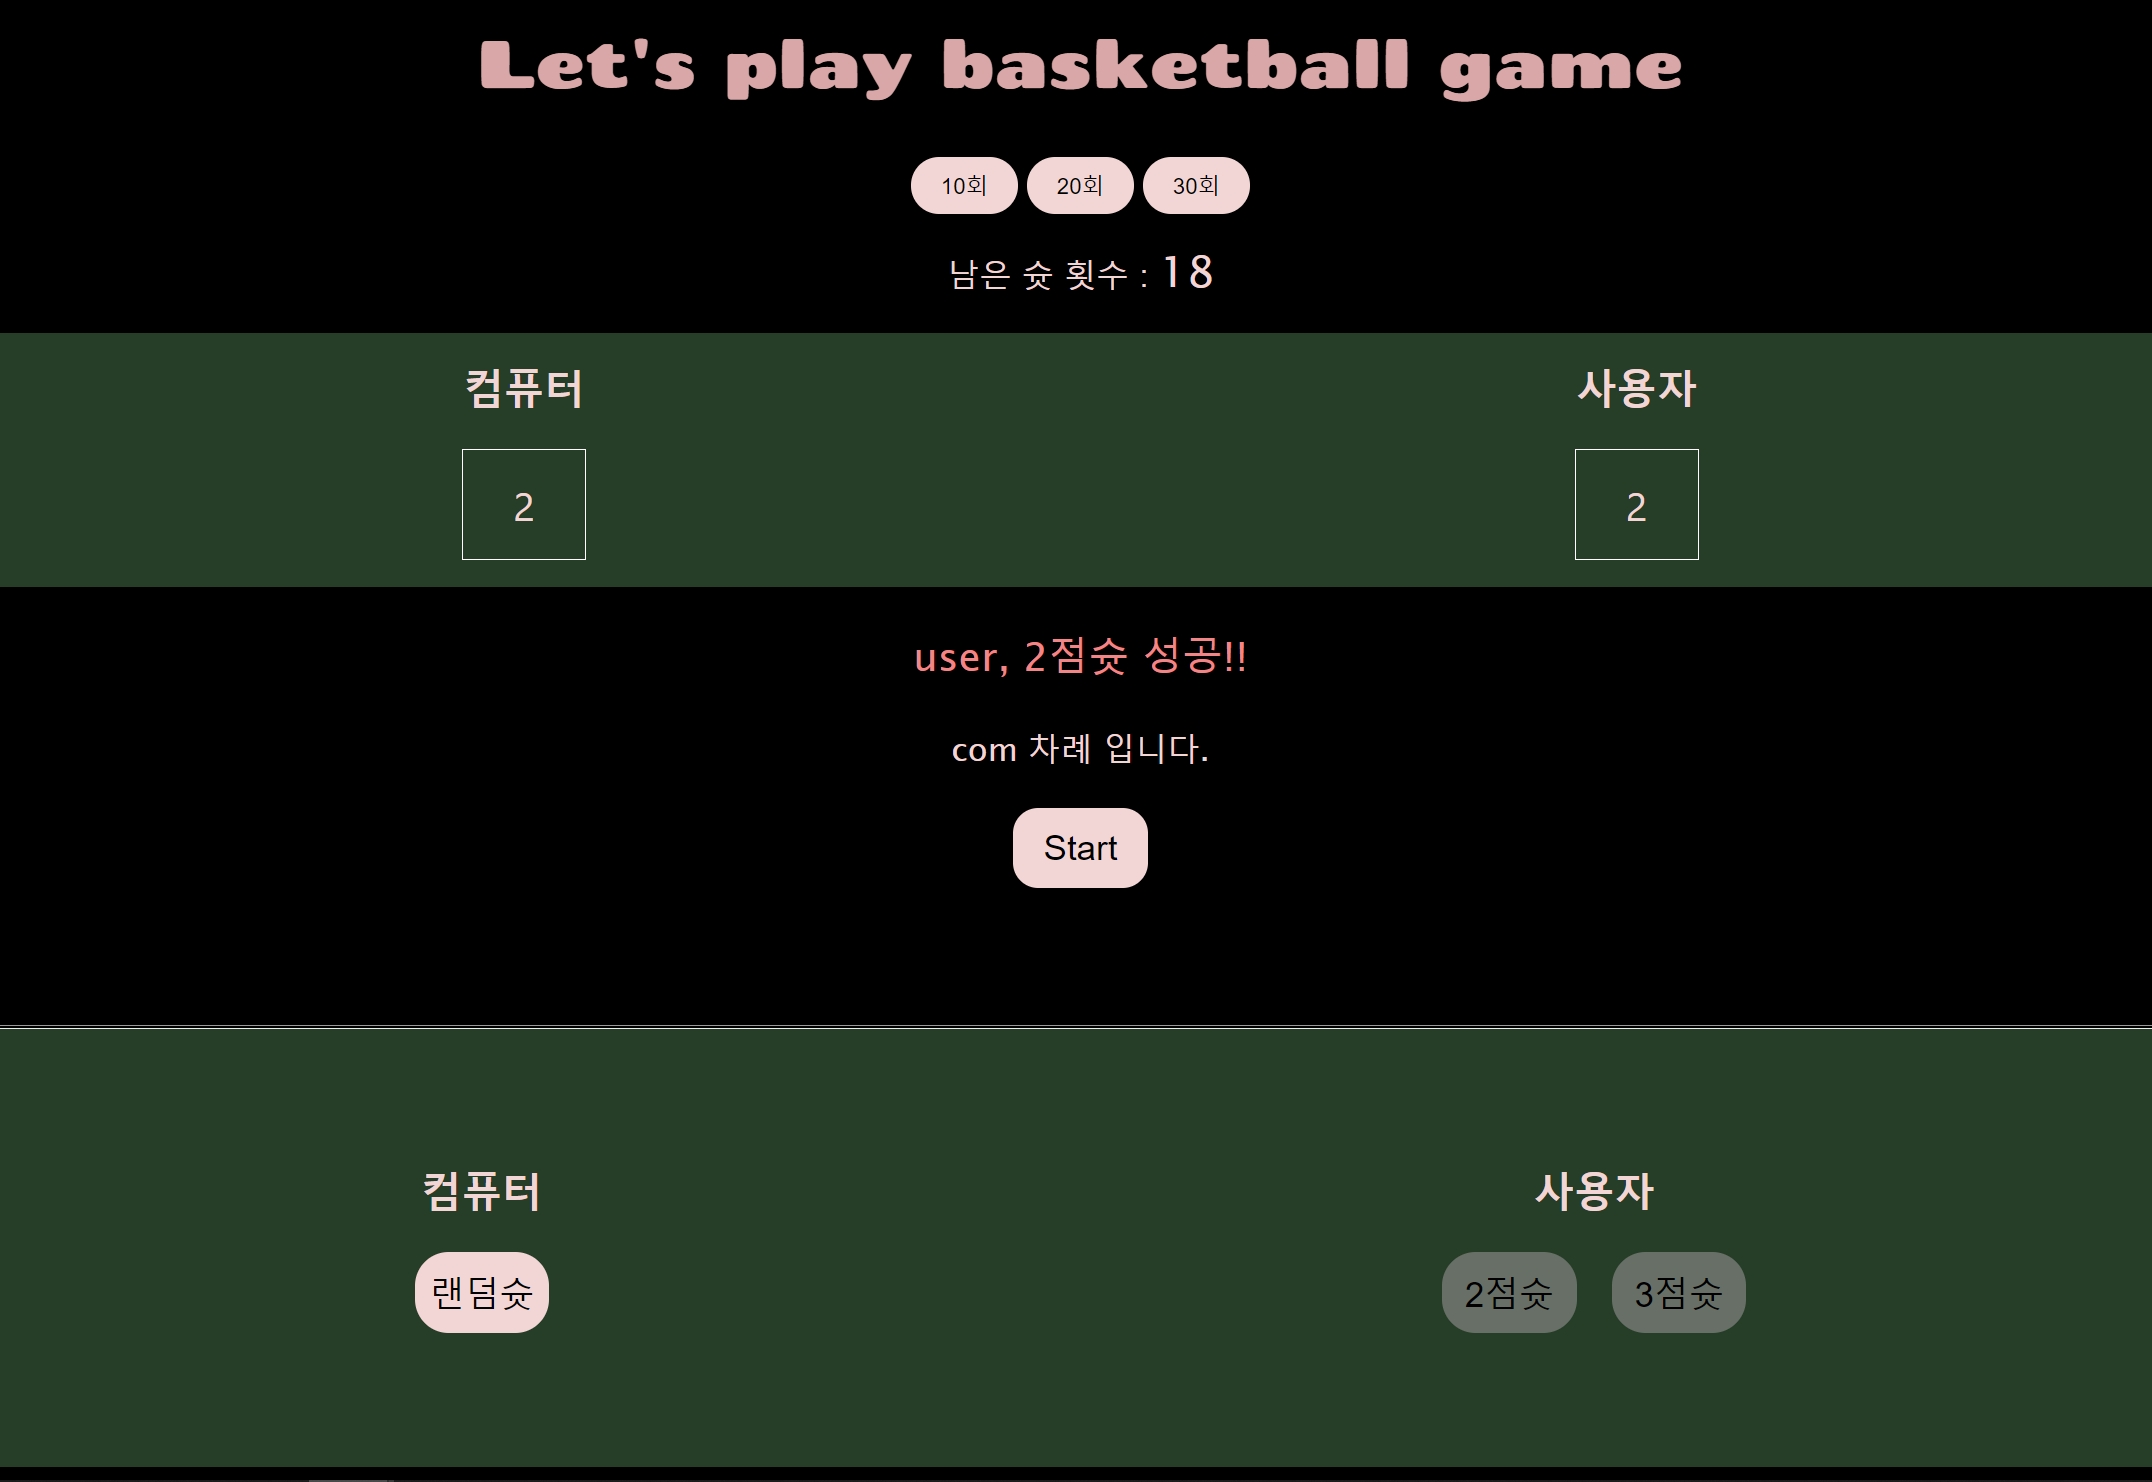 Let's play basketball game
10회 20회 30회
남은 슛 횟수 : 18
컴퓨터 사용자
2 2
user, 2점슛 성공!!
com 차례 입니다.
Start
컴퓨터 사용자
랜덤슛 2점슛 3점슛